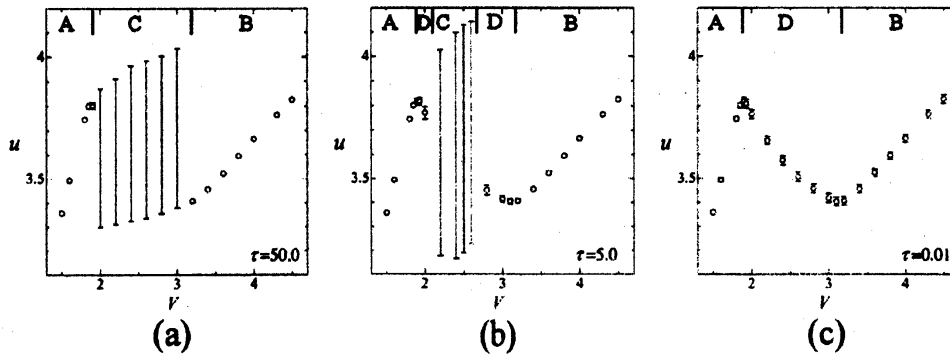 A C B
4
u
3.5
τ=50.0
2 3 4
V
(a)
A D C D B
4
u
3.5
τ=5.0
2 3 4
V
(b)
A D B
4
u
3.5
τ=0.01
2 3 4
V
(c)